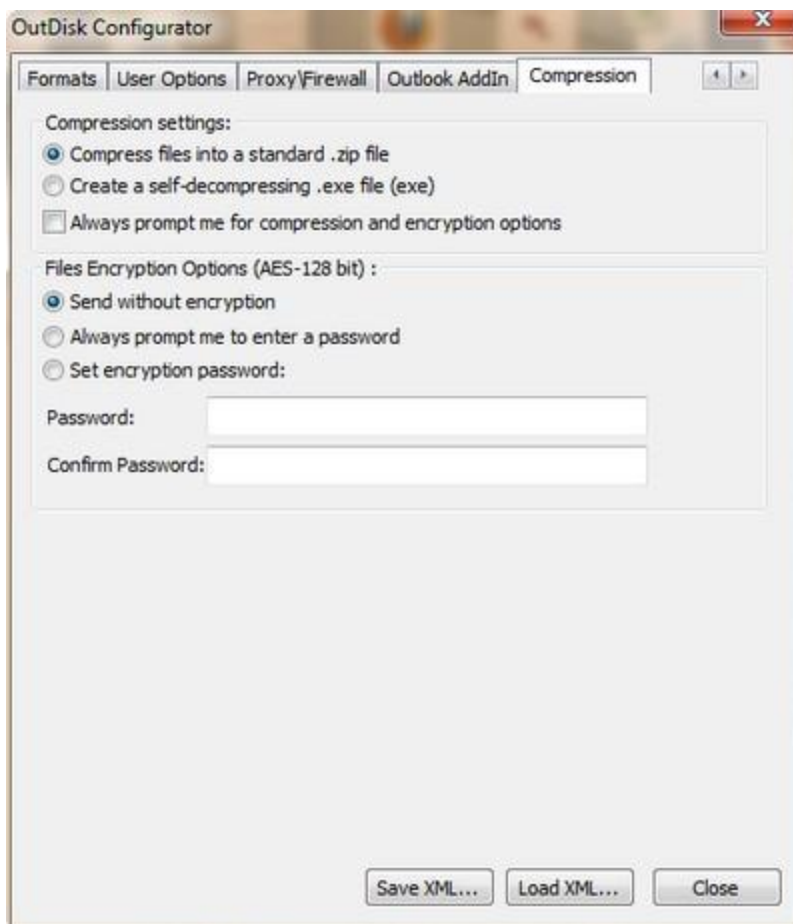 OutDisk Configurator
Formats User Options Proxy\Firewall Outlook AddIn Compression
Compression settings:
Compress files into a standard .zip file
Create a self-decompressing .exe file (exe)
Always prompt me for compression and encryption options
Files Encryption Options (AES-128 bit) :
Send without encryption
Always prompt me to enter a password
Set encryption password:
Password:
Confirm Password:
Save XML... Load XML... Close